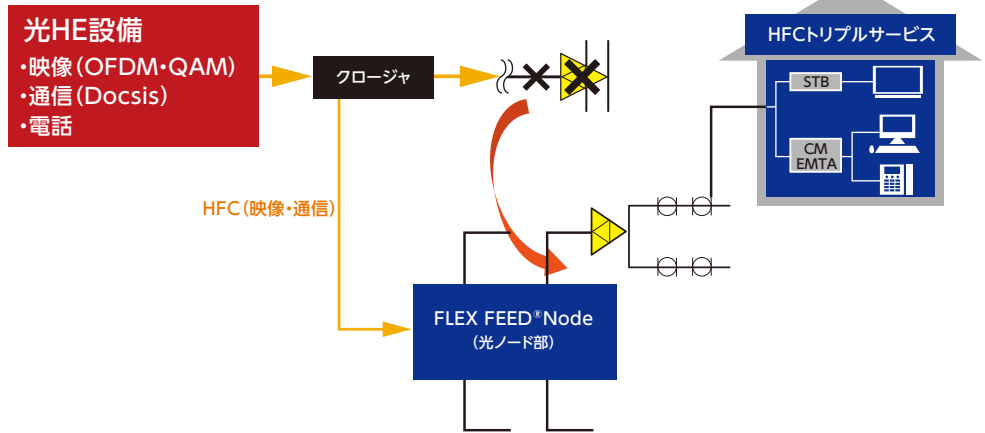 光HE設備
・映像(OFDM・QAM)
・通信(Docsis)
・電話
クロージャ
HFCトリプルサービス
STB
CM
EMTA
HFC(映像・通信)
FLEX FEED®Node
(光ノード部)